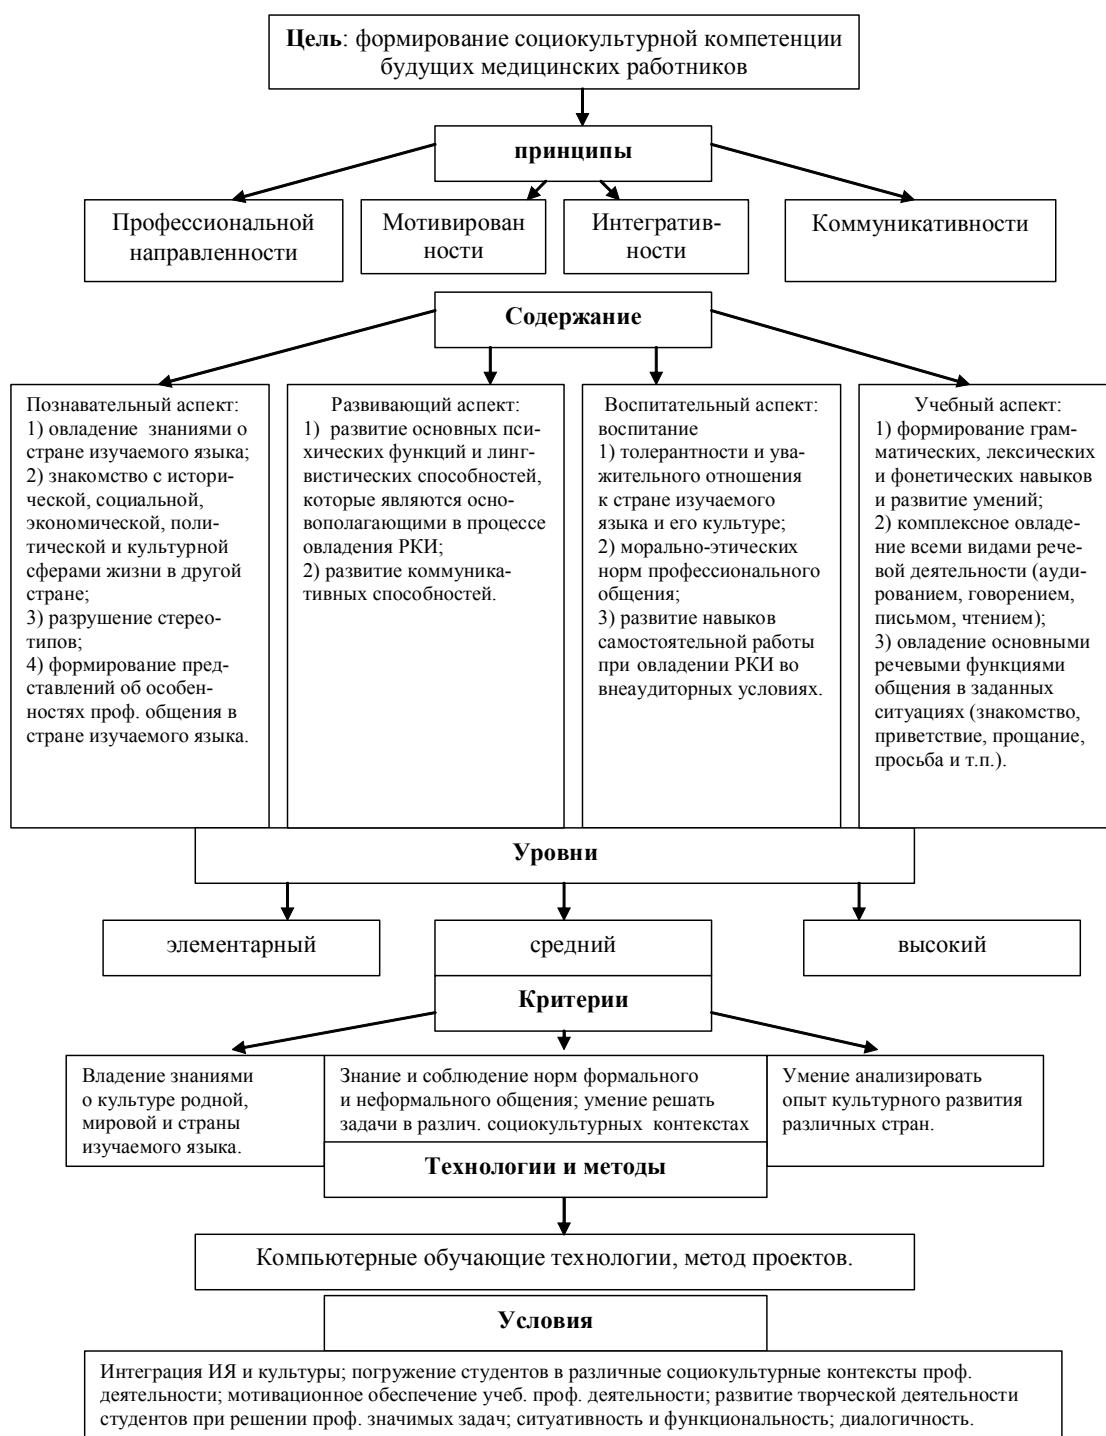 Цель: формирование социокультурной компетенции
будущих медицинских работников
принципы
Профессиональной
направленности
Мотивирован
ности
Интегратив-
ности
Коммуникативности
Содержание
Познавательный аспект:
1) овладение знаниями о
стране изучаемого языка;
2) знакомство с истори-
ческой, социальной,
экономической, поли-
тической и культурной
сферами жизни в другой
стране;
3) разрушение стерео-
типов;
4) формирование пред-
ставлений об особен-
ностях проф. общения в
стране изучаемого языка.
Развивающий аспект:
1) развитие основных пси-
хических функций и линг-
вистических способностей,
которые являются осно-
вополагающими в процессе
овладения РКИ;
2) развитие коммуника-
тивных способностей.
Воспитательный аспект:
воспитание
1) толерантности и ува-
жительного отношения
к стране изучаемого
языка и его культуре;
2) морально-этических
норм профессионального
общения;
3) развитие навыков
самостоятельной работы
при овладении РКИ во
внеаудиторных условиях.
Учебный аспект:
1) формирование грам-
матических, лексических
и фонетических навыков
и развитие умений;
2) комплексное овладе-
ние всеми видами рече-
вой деятельности (ауди-
рованием, говорением,
письмом, чтением);
3) овладение основными
речевыми функциями
общения в заданных
ситуациях (знакомство,
приветствие, прощание,
просьба и т.п.).
Уровни
элементарный
средний
высокий
Критерии
Владение знаниями
о культуре родной,
мировой и страны
изучаемого языка.
Знание и соблюдение норм формального
и неформального общения; умение решать
задачи в различ. социокультурных контекстах
Умение анализировать
опыт культурного развития
различных стран.
Технологии и методы
Компьютерные обучающие технологии, метод проектов.
Условия
Интеграция ИЯ и культуры; погружение студентов в различные социокультурные контексты проф.
деятельности; мотивационное обеспечение учеб. проф. деятельности; развитие творческой деятельности
студентов при решении проф. значимых задач; ситуативность и функциональность; диалогичность.